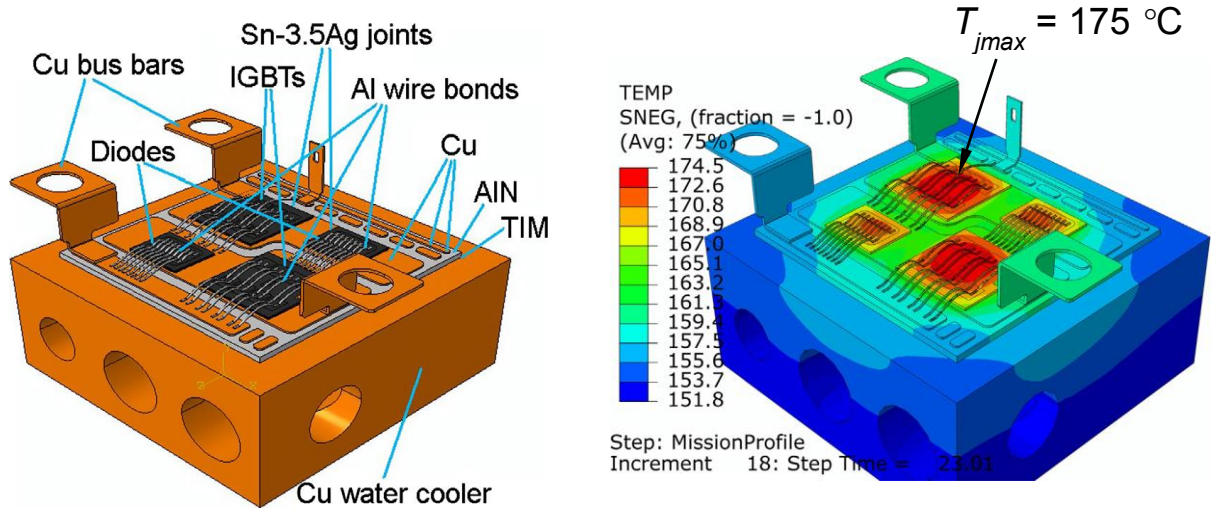 Sn-3.5Ag joints
Cu bus bars
IGBTs
Al wire bonds
Diodes
Cu
AlN
TIM
Cu water cooler
T_jmax = 175 °C
TEMP
SNEG, (fraction = -1.0)
(Avg: 75%)
174.5
172.6
170.8
168.9
167.0
165.1
163.2
161.3
159.4
157.5
155.6
153.7
151.8
Step: MissionProfile
Increment 18: Step Time = 23.01